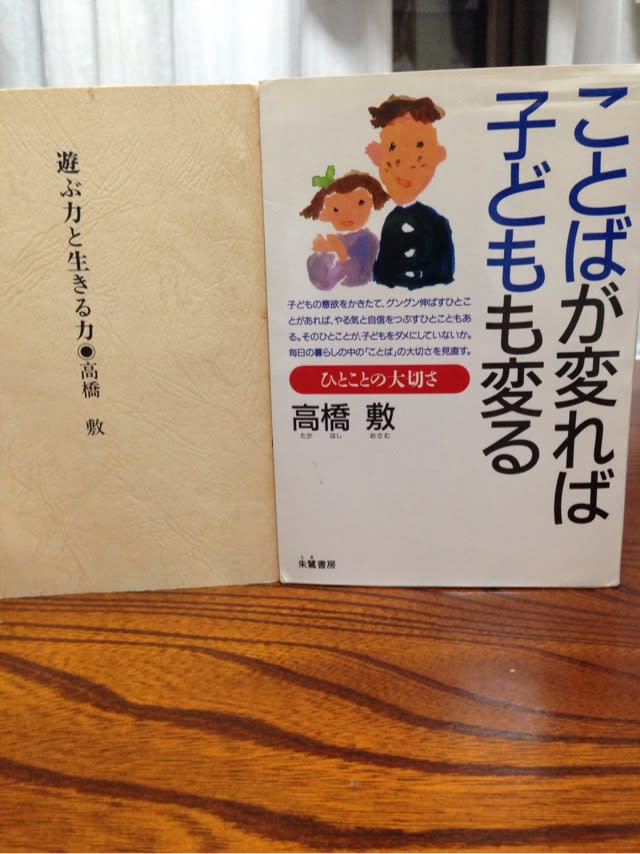 遊ぶ力と生きる力◉高橋 敷
ことばが変れば
子どもも変る
子どもの意欲をかきたて、グングン伸ばすひとこ
とがあれば、やる気と自信をつぶすひとこともあ
る。そのひとことが、子どもをダメにしていないか。
毎日の暮らしの中の「ことば」の大切さを見直す。
ひとことの大切さ
高橋 敷
たか はし おさむ
とき
朱鷺書房